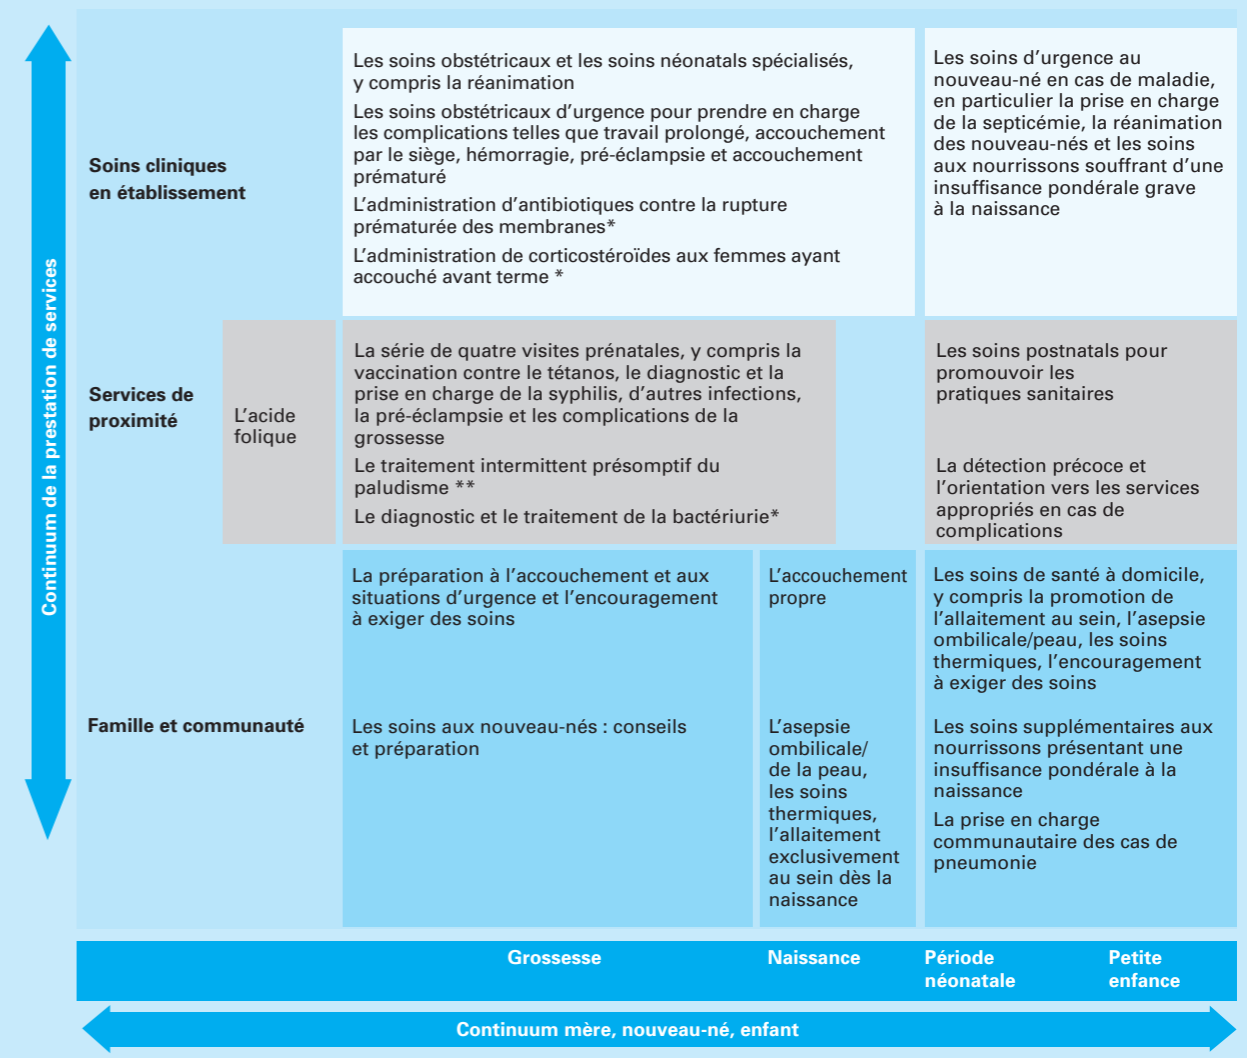 Continuum de la prestation de services
Soins cliniques
en établissement
Les soins obstétricaux et les soins néonatals spécialisés,
y compris la réanimation
Les soins obstétricaux d’urgence pour prendre en charge
les complications telles que travail prolongé, accouchement
par le siège, hémorragie, pré-éclampsie et accouchement
prématuré
L’administration d’antibiotiques contre la rupture
prématurée des membranes*
L’administration de corticostéroïdes aux femmes ayant
accouché avant terme *
Les soins d’urgence au
nouveau-né en cas de maladie,
en particulier la prise en charge
de la septicémie, la réanimation
des nouveau-nés et les soins
aux nourrissons souffrant d’une
insuffisance pondérale grave
à la naissance
Services de
proximité
L’acide
folique
La série de quatre visites prénatales, y compris la
vaccination contre le tétanos, le diagnostic et la
prise en charge de la syphilis, d’autres infections,
la pré-éclampsie et les complications de la
grossesse
Le traitement intermittent présomptif du
paludisme **
Le diagnostic et le traitement de la bactériurie*
Les soins postnatals pour
promouvoir les
pratiques sanitaires
La détection précoce et
l’orientation vers les services
appropriés en cas de
complications
Famille et communauté
La préparation à l’accouchement et aux
situations d’urgence et l’encouragement
à exiger des soins
Les soins aux nouveau-nés : conseils
et préparation
L’accouchement
propre
L’asepsie
ombilicale/
de la peau,
les soins
thermiques,
l’allaitement
exclusivement
au sein dès la
naissance
Les soins de santé à domicile,
y compris la promotion de
l’allaitement au sein, l’asepsie
ombilicale/peau, les soins
thermiques, l’encouragement
à exiger des soins
Les soins supplémentaires aux
nourrissons présentant une
insuffisance pondérale à la
naissance
La prise en charge
communautaire des cas de
pneumonie
Grossesse
Naissance
Période
néonatale
Petite
enfance
Continuum mère, nouveau-né, enfant